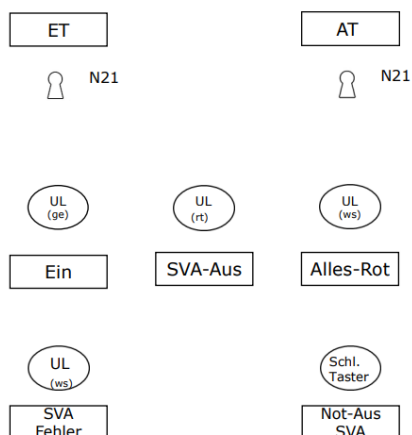 ET
AT
N21
N21
UL
(ge)
UL
(rt)
UL
(ws)
Ein
SVA-Aus
Alles-Rot
UL
(ws)
Schl.
Taster
SVA
Fehler
Not-Aus
SVA